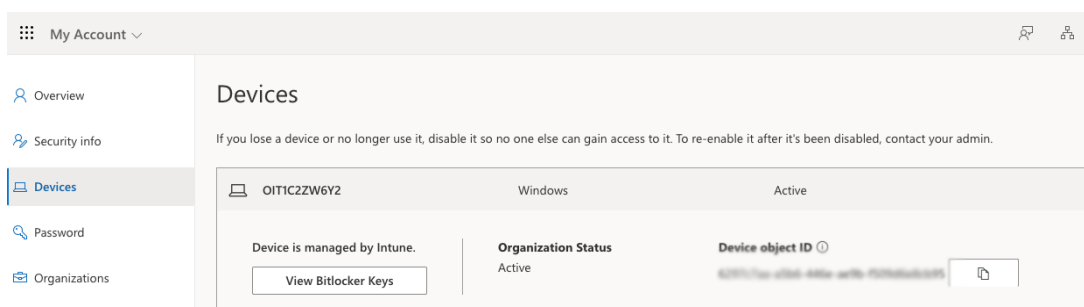 My Account
Overview
Security info
Devices
Password
Organizations
Devices
If you lose a device or no longer use it, disable it so no one else can gain access to it. To re-enable it after it's been disabled, contact your admin.
OIT1C2ZW6Y2 Windows Active
Device is managed by Intune.
View Bitlocker Keys
Organization Status
Active
Device object ID